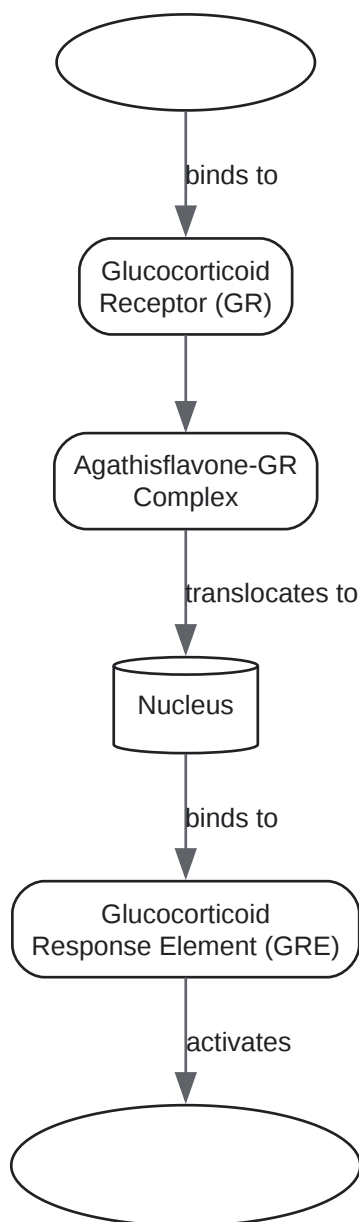 binds to
Glucocorticoid
Receptor (GR)
Agathisflavone-GR
Complex
translocates to
Nucleus
binds to
Glucocorticoid
Response Element (GRE)
activates